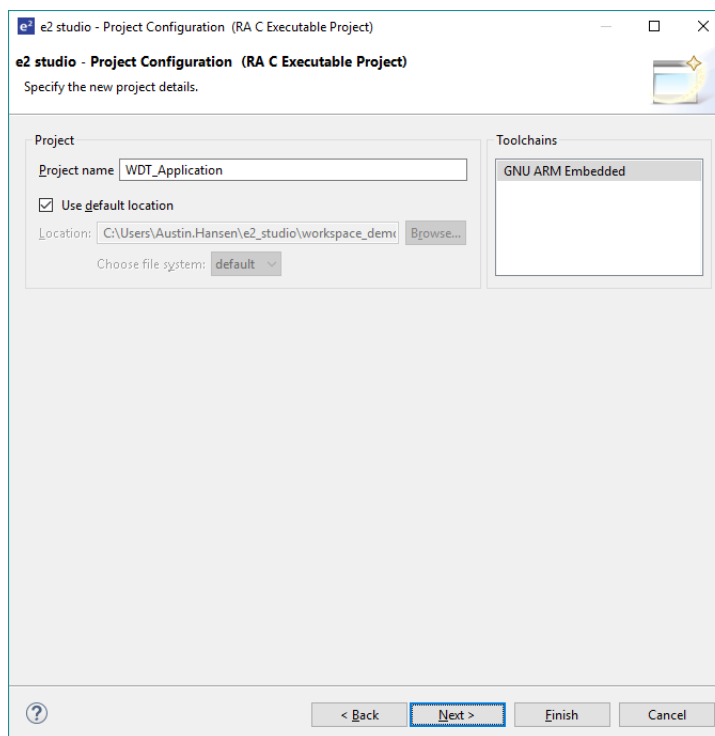 e² e2 studio - Project Configuration (RA C Executable Project)
e2 studio - Project Configuration (RA C Executable Project)
Specify the new project details.
Project
Project name WDT_Application
Use default location
Location: C:\Users\Austin.Hansen\e2_studio\workspace_dem Browse...
Choose file system: default
Toolchains
GNU ARM Embedded
?
< Back Next > Finish Cancel